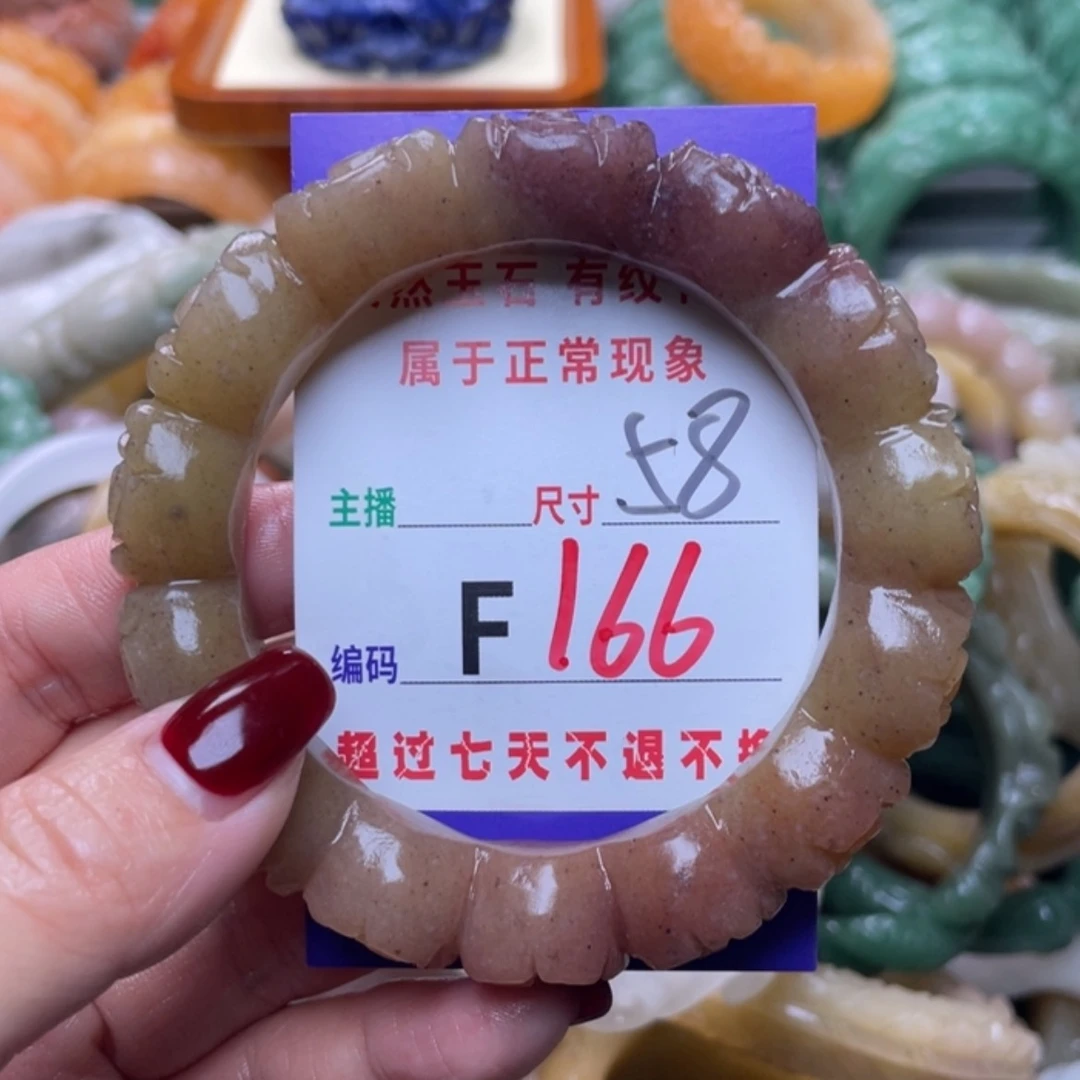 然玉石 有纹
属于正常现象
主播 尺寸 58
编码 F 166
超过七天不退不换